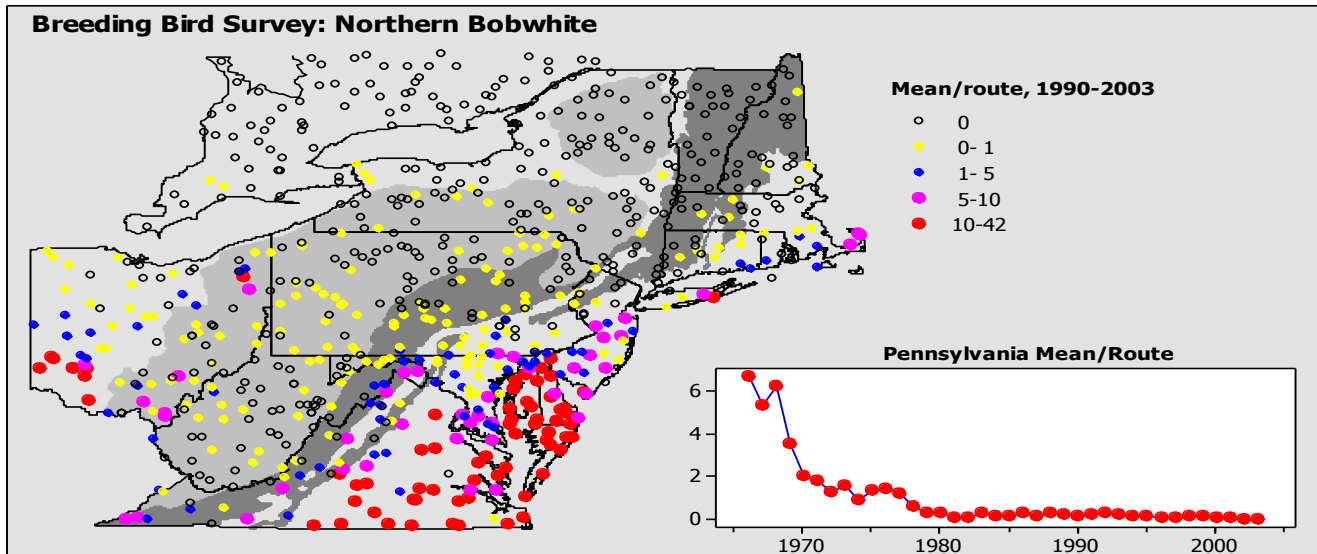 Breeding Bird Survey: Northern Bobwhite
Mean/route, 1990-2003
0
0- 1
1- 5
5-10
10-42
Pennsylvania Mean/Route
6
4
2
0
1970 1980 1990 2000